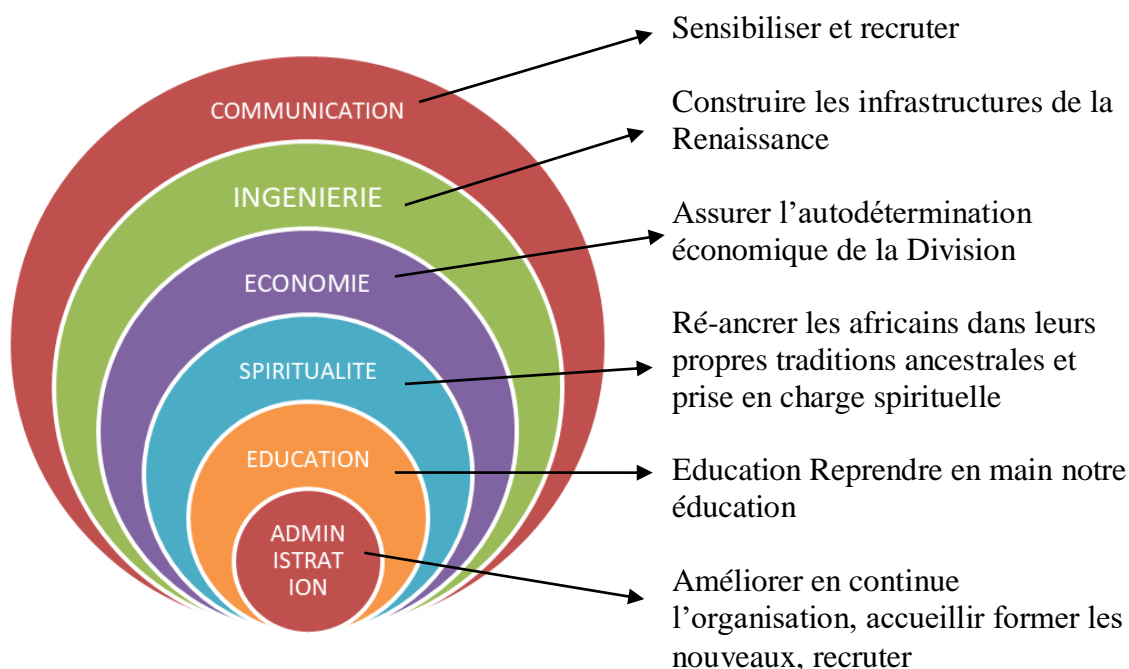 COMMUNICATION
Sensibiliser et recruter
INGENIERIE
Construire les infrastructures de la
Renaissance
ECONOMIE
Assurer l’autodétermination
économique de la Division
SPIRITUALITE
Ré-ancrer les africains dans leurs
propres traditions ancestrales et
prise en charge spirituelle
EDUCATION
Education Reprendre en main notre
éducation
ADMIN
ISTRAT
ION
Améliorer en continue
l’organisation, accueillir former les
nouveaux, recruter